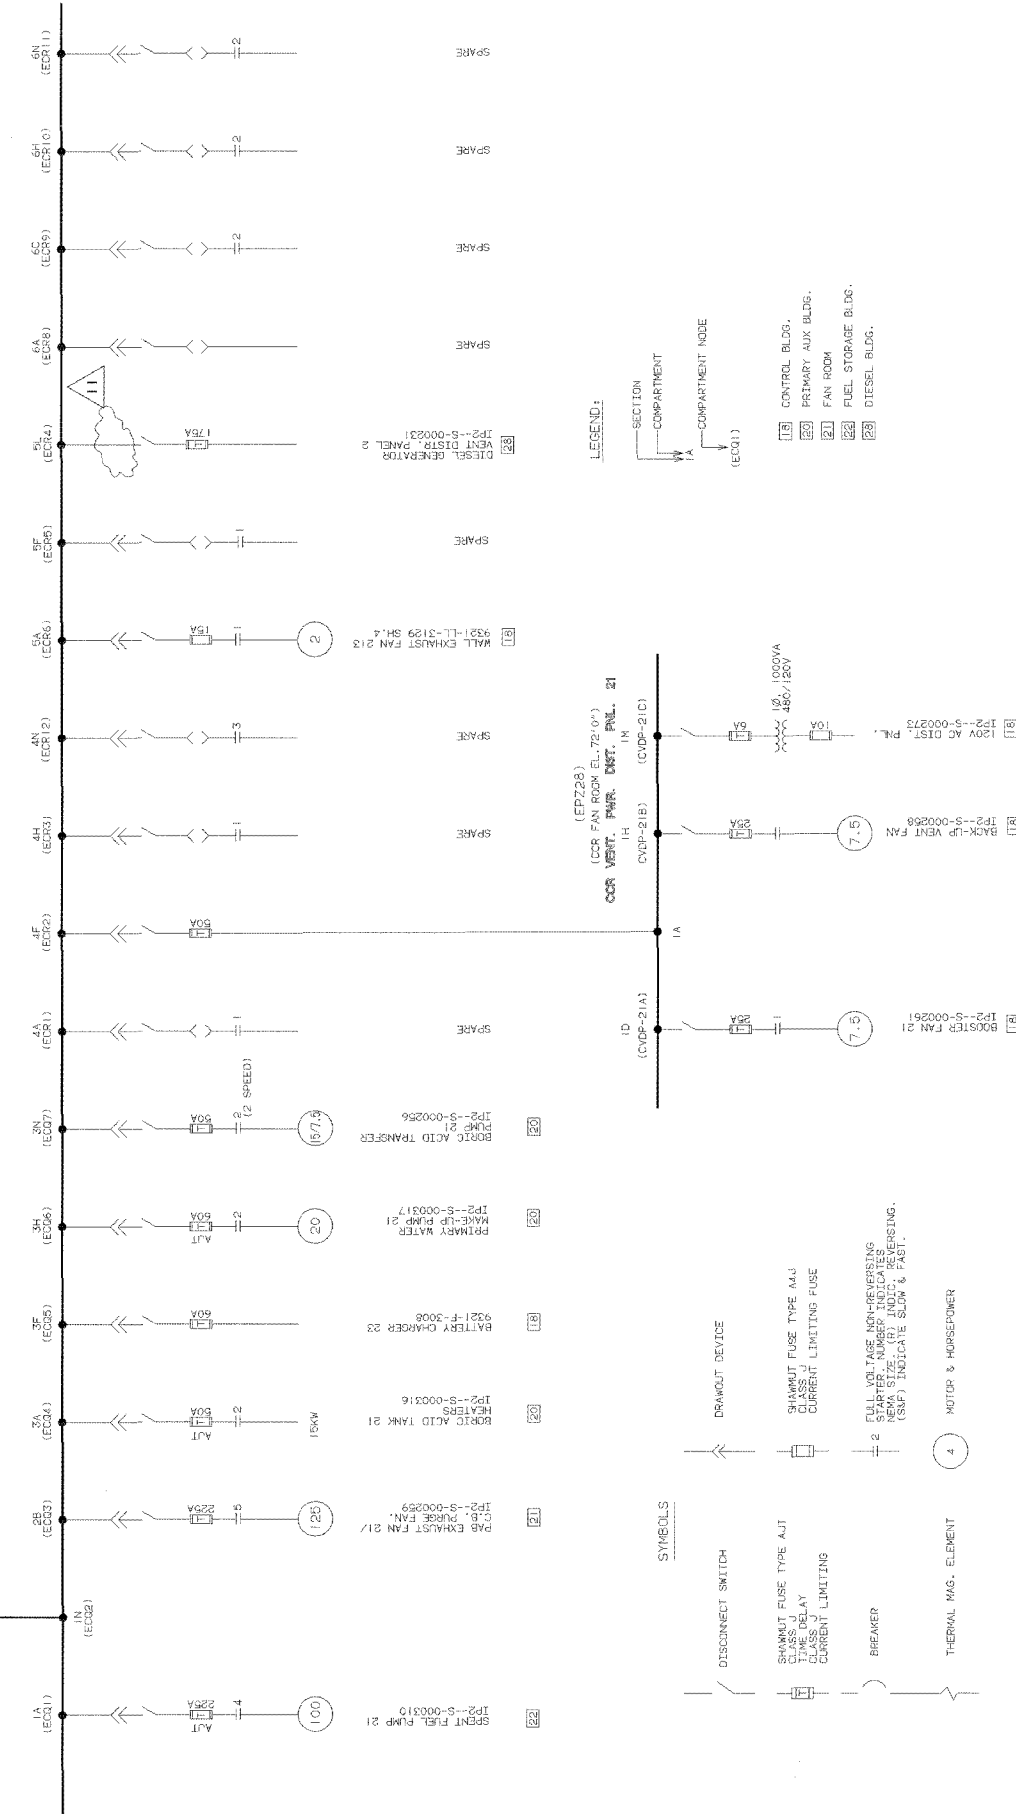 1A
(ECQ1)
AJT
225A
4
100
SPENT FUEL PUMP 21
IP2--S-000310
22
1N
(ECQ2)
2B
(ECQ3)
225A
5
125
PAB EXHAUST FAN 21/
C.B. PURGE FAN.
IP2--S-000259
21
3A
(ECQ4)
AJT
50A
2
15KW
BORIC ACID TANK 21
HEATERS
IP2--S-000316
20
3F
(ECQ5)
60A
BATTERY CHARGER 23
9321-F-3008
18
3H
(ECQ6)
AJT
60A
2
20
PRIMARY WATER
MAKE-UP PUMP 21
IP2--S-000317
20
3N
(ECQ7)
50A
2
(2 SPEED)
15/7.5
BORIC ACID TRANSFER
PUMP 21
IP2--S-000256
20
4A
(ECR1)
1
SPARE
4F
(ECR2)
50A
4H
(ECR3)
1
SPARE
4N
(ECR12)
3
SPARE
5A
(ECR6)
15A
1
2
WALL EXHAUST FAN 213
9321-LL-3129 SH.4
18
5F
(ECR5)
1
SPARE
5L
(ECR4)
11
175A
DIESEL GENERATOR
VENT DISTR. PANEL 2
IP2--S-000231
28
6A
(ECR8)
SPARE
6C
(ECR9)
2
SPARE
6H
(ECR10)
2
SPARE
6N
(ECR11)
2
SPARE
(EPZ28)
(CCR FAN ROOM EL.72'0")
CCR VENT. PWR. DIST. PNL. 21
1D
(CVDP-21A)
25A
1
7.5
BOOSTER FAN 21
IP2--S-000261
18
1A
1H
CVDP-21B)
25A
7.5
BACK-UP VENT FAN
IP2--S-000258
18
1M
(CVDP-21C)
6A
1Ø, 1000VA
480/120V
10A
120V AC DIST. PNL.
IP2--S-000273
18
LEGEND:
SECTION
COMPARTMENT
1A
COMPARTMENT NODE
(ECQ1)
18 CONTROL BLDG.
20 PRIMARY AUX BLDG.
21 FAN ROOM
22 FUEL STORAGE BLDG.
28 DIESEL BLDG.
SYMBOLS
DISCONNECT SWITCH
SHAWMUT FUSE TYPE AJT
CLASS J
TIME DELAY
CLASS J
CURRENT LIMITING
BREAKER
THERMAL MAG. ELEMENT
DRAWOUT DEVICE
SHAWMUT FUSE TYPE A4J
CLASS J
CURRENT LIMITING FUSE
2
FULL VOLTAGE NON-REVERSING
STARTER. NUMBER INDICATES
NEMA SIZE. (R) INDIC. REVERSING.
(S&F) INDICATE SLOW & FAST.
4
MOTOR & HORSEPOWER